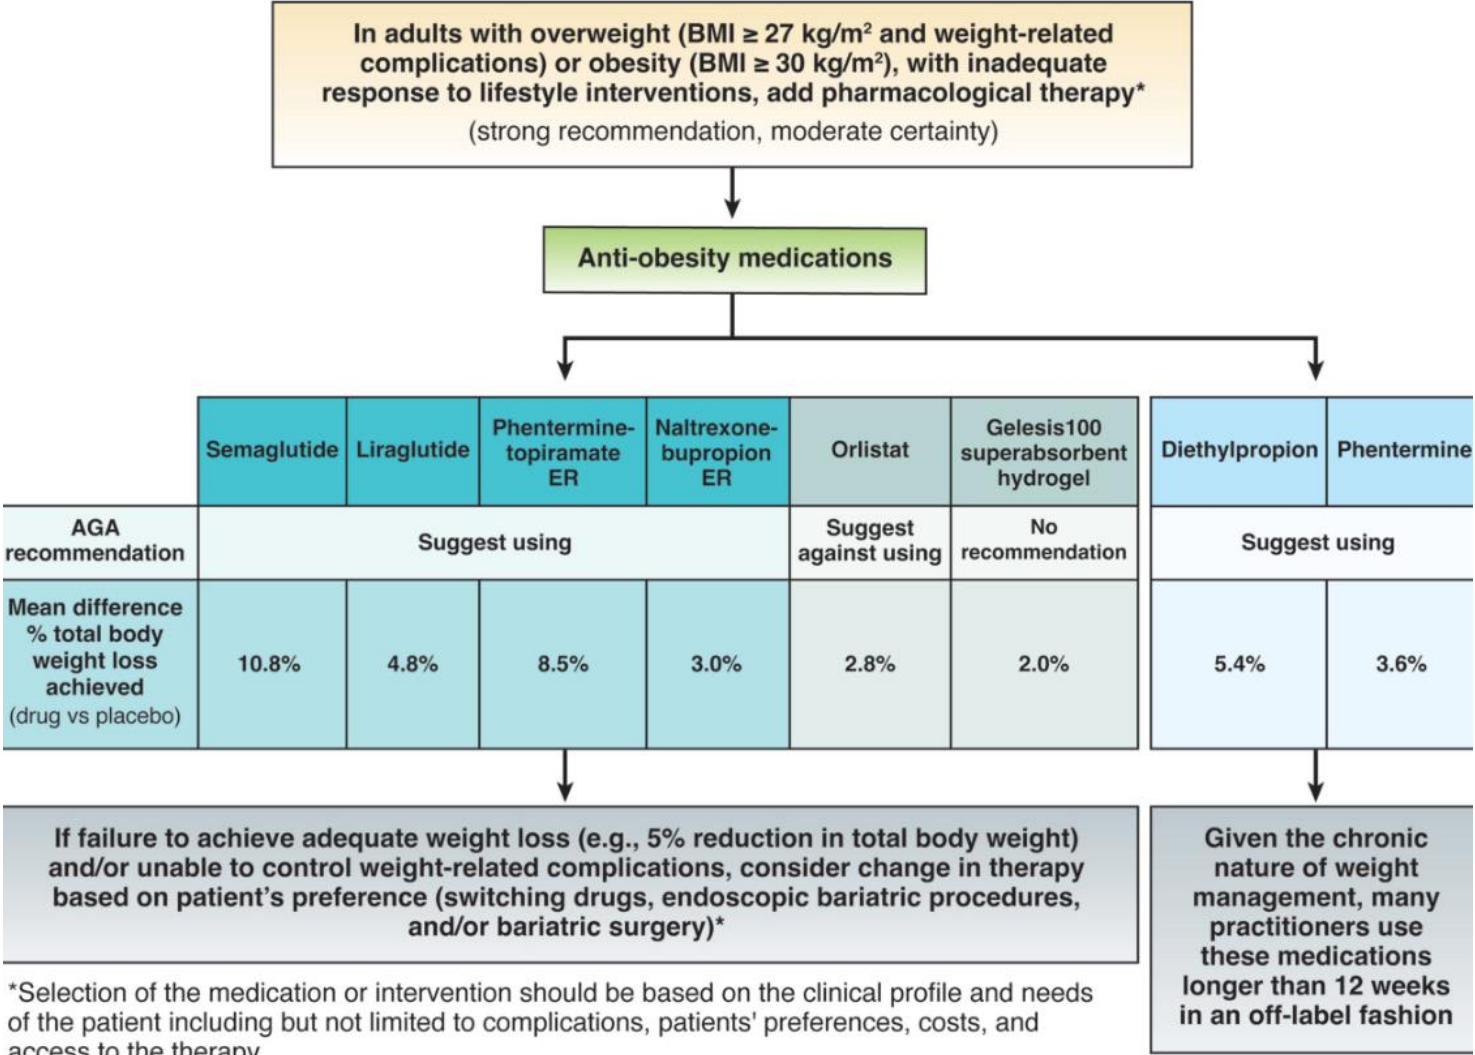 In adults with overweight (BMI ≥ 27 kg/m² and weight-related
complications) or obesity (BMI ≥ 30 kg/m²), with inadequate
response to lifestyle interventions, add pharmacological therapy*
(strong recommendation, moderate certainty)
Anti-obesity medications
Semaglutide
Liraglutide
Phentermine-
topiramate
ER
Naltrexone-
bupropion
ER
Orlistat
Gelesis100
superabsorbent
hydrogel
Diethylpropion
Phentermine
AGA
recommendation
Suggest using
Suggest
against using
No
recommendation
Suggest using
Mean difference
% total body
weight loss
achieved
(drug vs placebo)
10.8%
4.8%
8.5%
3.0%
2.8%
2.0%
5.4%
3.6%
If failure to achieve adequate weight loss (e.g., 5% reduction in total body weight)
and/or unable to control weight-related complications, consider change in therapy
based on patient's preference (switching drugs, endoscopic bariatric procedures,
and/or bariatric surgery)*
Given the chronic
nature of weight
management, many
practitioners use
these medications
longer than 12 weeks
in an off-label fashion
*Selection of the medication or intervention should be based on the clinical profile and needs
of the patient including but not limited to complications, patients' preferences, costs, and
access to the therapy